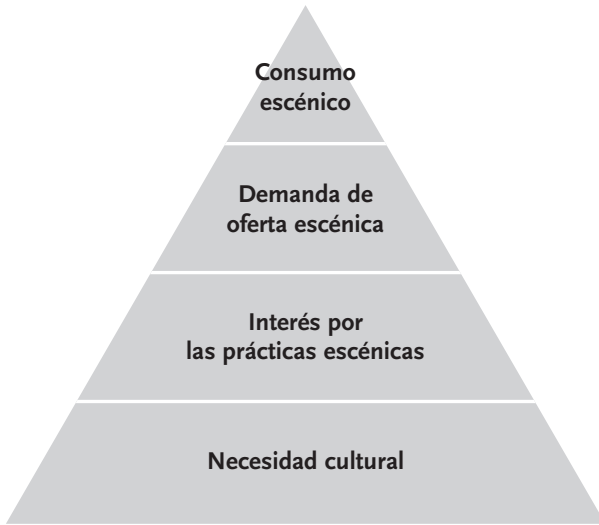 Consumo
escénico
Demanda de
oferta escénica
Interés por
las prácticas escénicas
Necesidad cultural